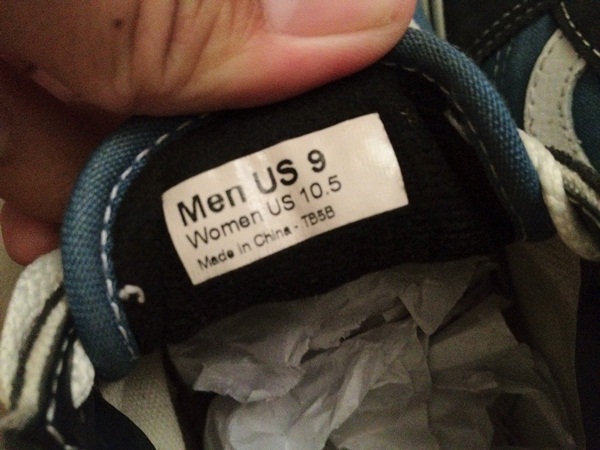 Men US 9
Women US 10.5
Made in China - TB5B